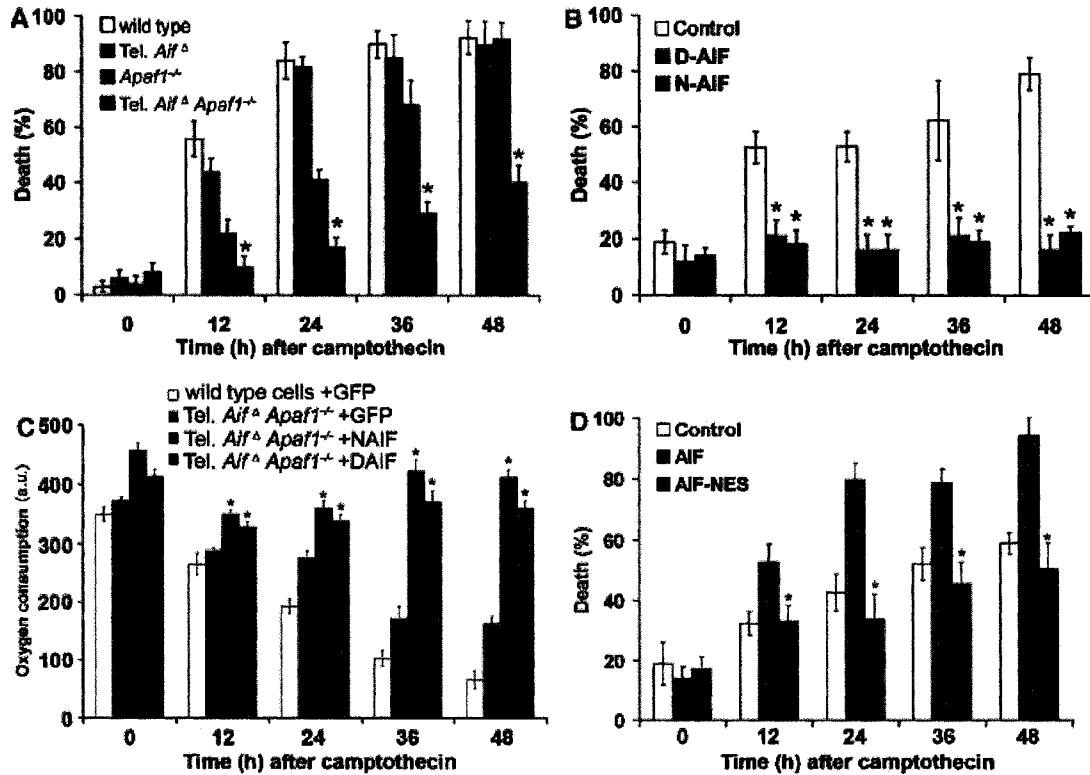 A
Death (%)
100
80
60
40
20
0
wild type
Tel. Aif Δ
Apaf1-/-
Tel. Aif Δ Apaf1-/-
*
*
*
*
0 12 24 36 48
Time (h) after camptothecin
B
Death (%)
100
80
60
40
20
0
Control
D-AIF
N-AIF
* *
**
* *
* *
0 12 24 36 48
Time (h) after camptothecin
C
Oxygen consumption (a.u.)
500
400
300
200
100
0
wild type cells +GFP
Tel. Aif Δ Apaf1-/- +GFP
Tel. Aif Δ Apaf1-/- +NAIF
Tel. Aif Δ Apaf1-/- +DAIF
* *
* *
* *
* *
0 12 24 36 48
Time (h) after camptothecin
D
Death (%)
100
80
60
40
20
0
Control
AIF
AIF-NES
*
*
*
*
0 12 24 36 48
Time (h) after camptothecin